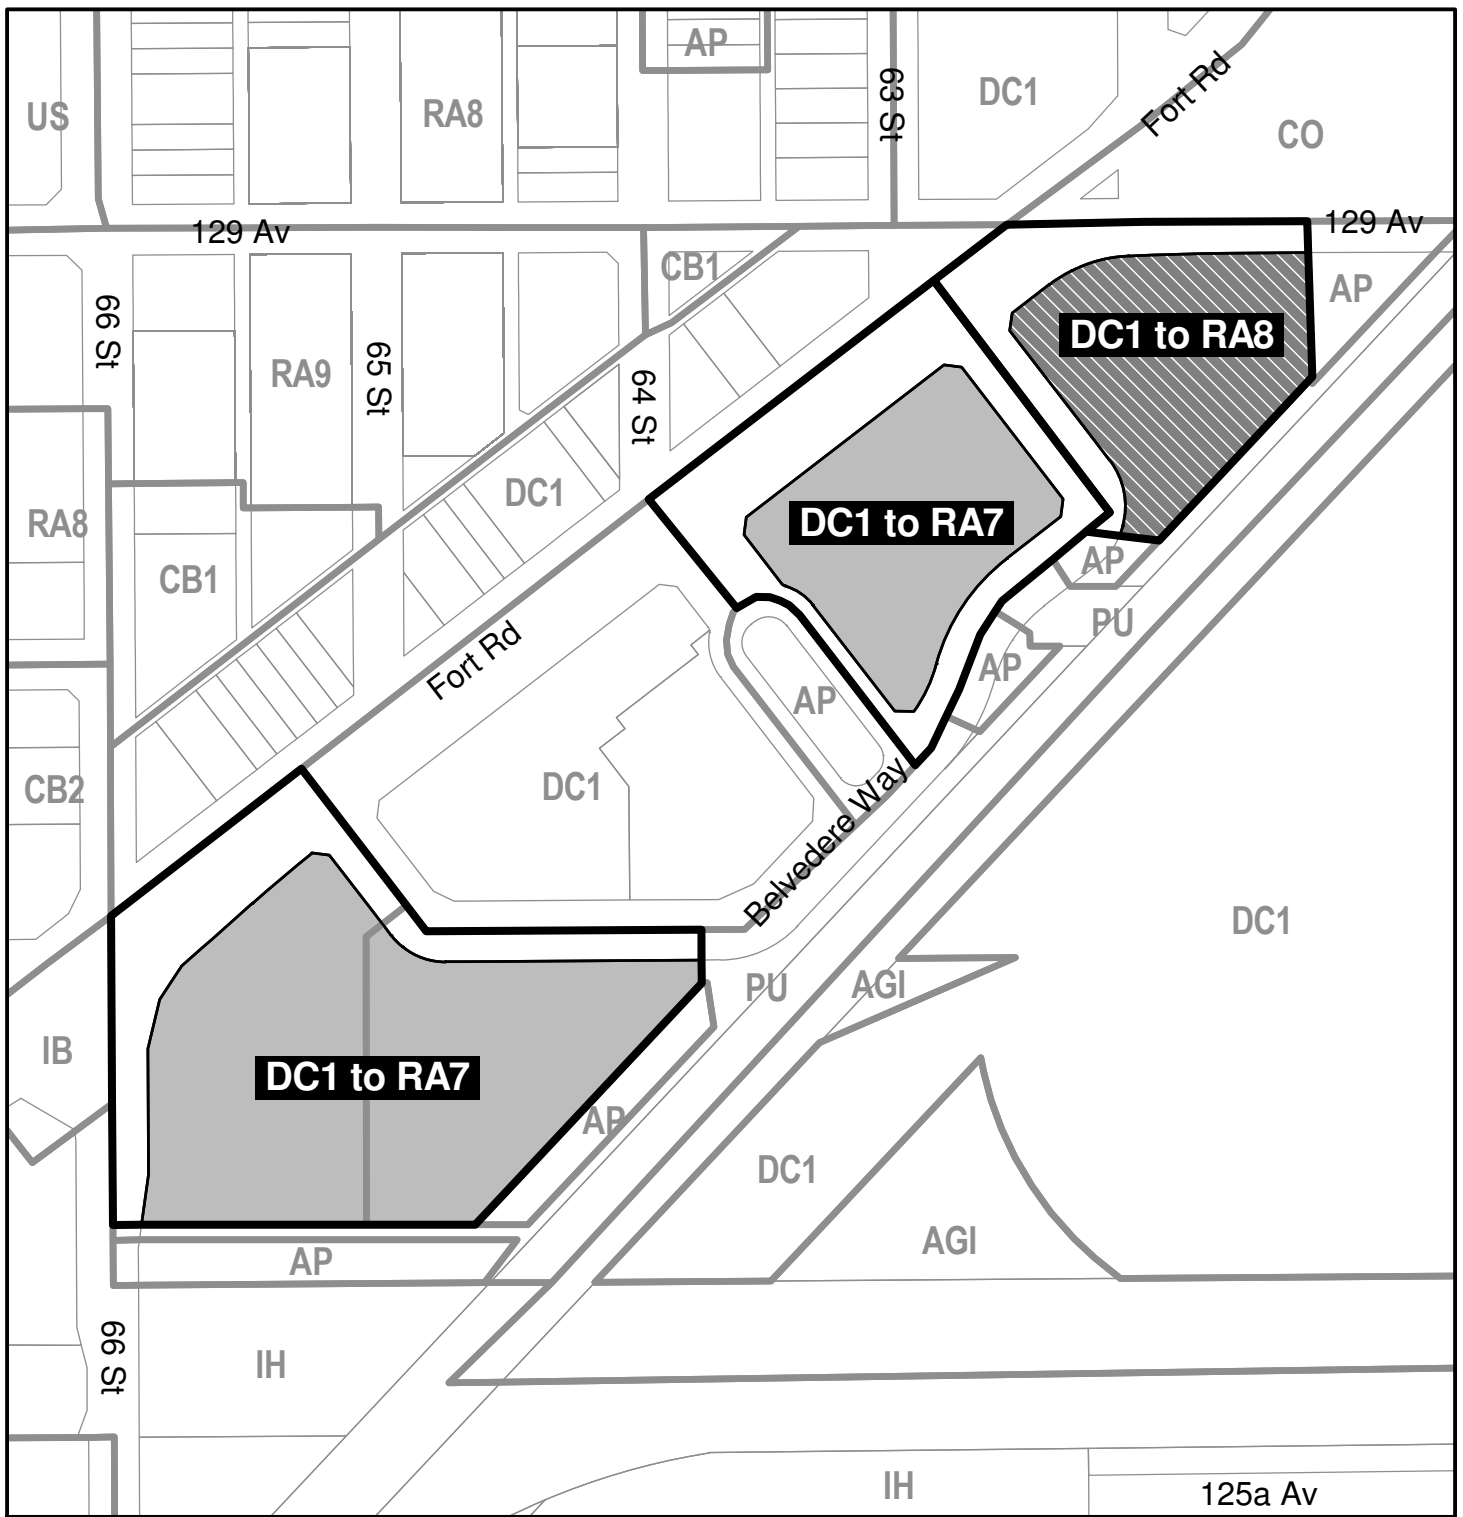 AP
63 St
DC1
Fort Rd
US
RA8
CO
129 Av
129 Av
CB1
AP
66 St
65 St
RA9
64 St
DC1 to RA8
DC1
RA8
DC1 to RA7
AP
CB1
PU
Fort Rd
AP
AP
CB2
DC1
Belvedere Way
DC1
PU
AGI
IB
DC1 to RA7
AP
DC1
AGI
AP
66 St
IH
IH
125a Av